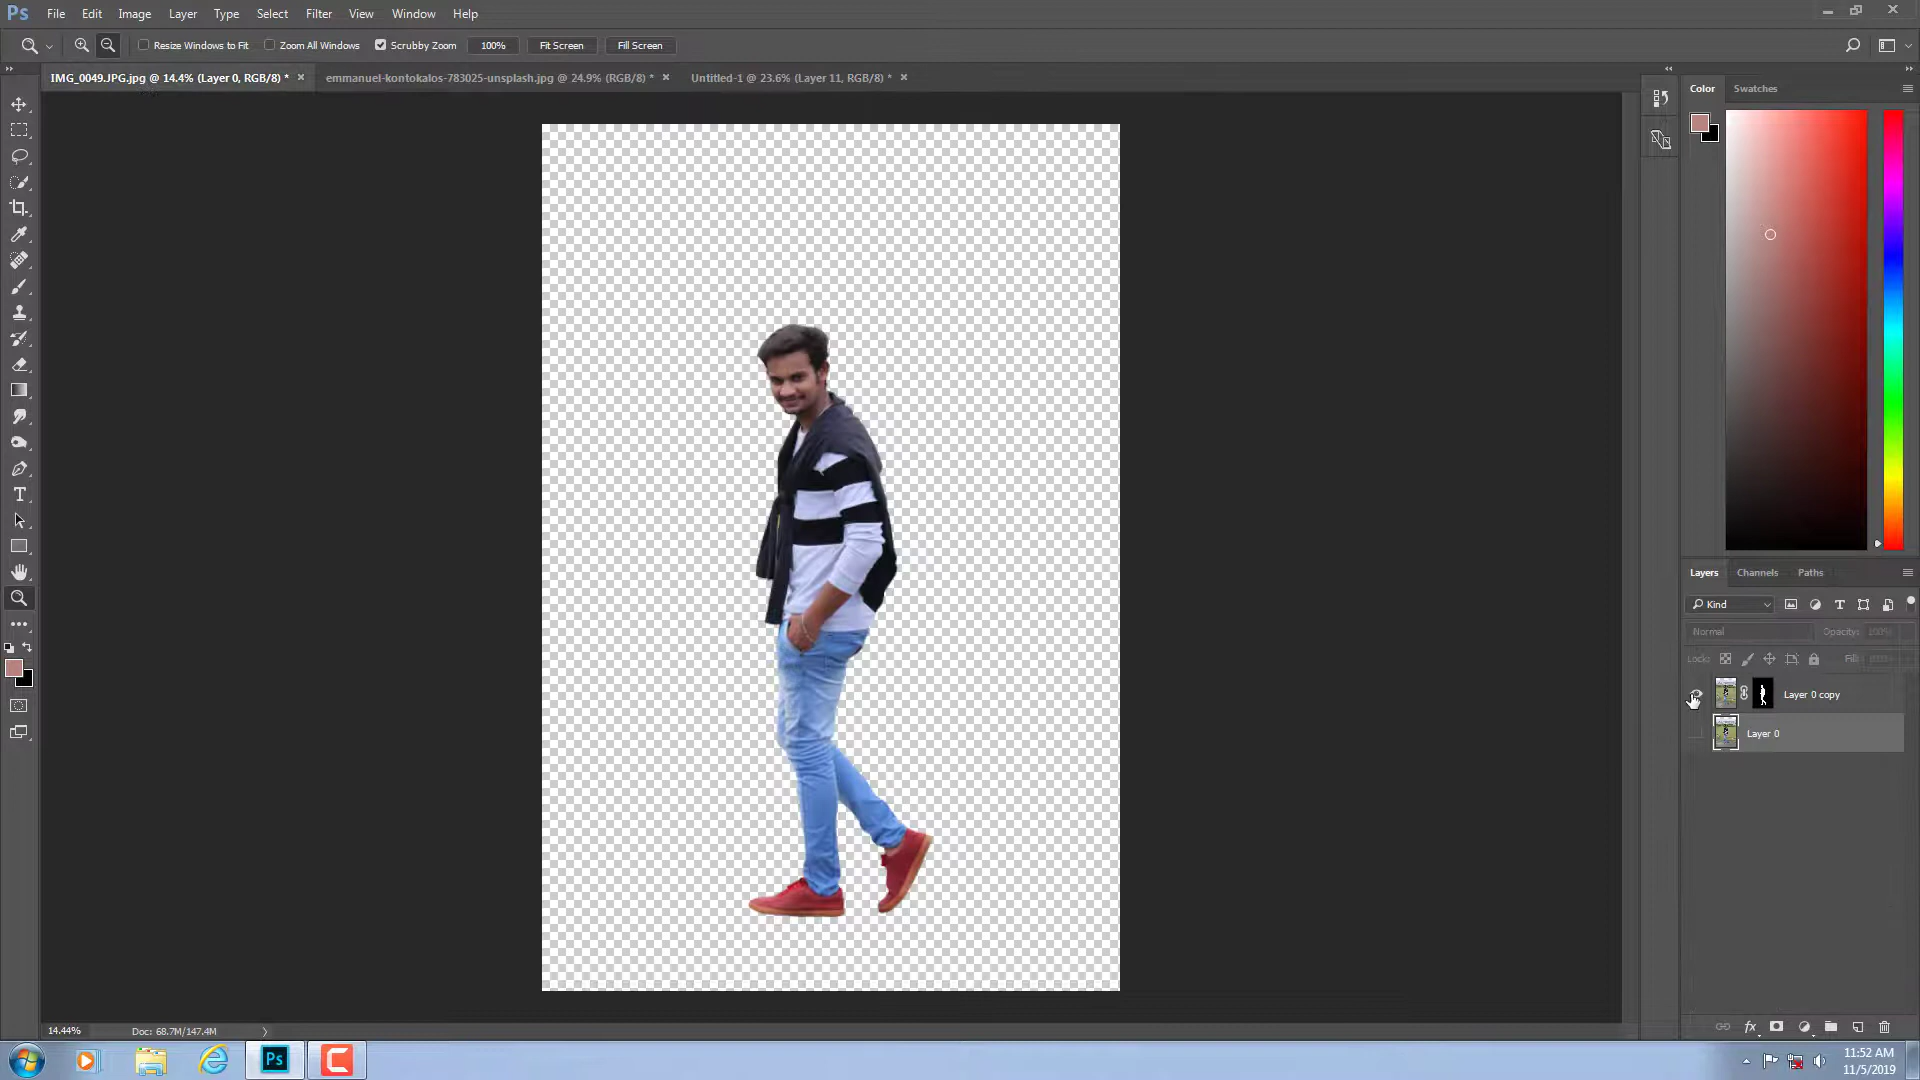 Ps File Edit Image Layer Type Select Filter View Window Help
Resize Windows to Fit Zoom All Windows Scrubby Zoom 100% Fit Screen Fill Screen
IMG_0049.JPG.jpg @ 14.4% (Layer 0, RGB/8) * × emmanuel-kontokalos-783025-unsplash.jpg @ 24.9% (RGB/8) * × Untitled-1 @ 23.6% (Layer 11, RGB/8) * ×
Color Swatches
Layers Channels Paths
Kind
Normal Opacity: 100%
Lock: Fill:
Layer 0 copy
Layer 0
14.44% Doc: 68.7M/147.4M
Ps
11:52 AM
11/5/2019